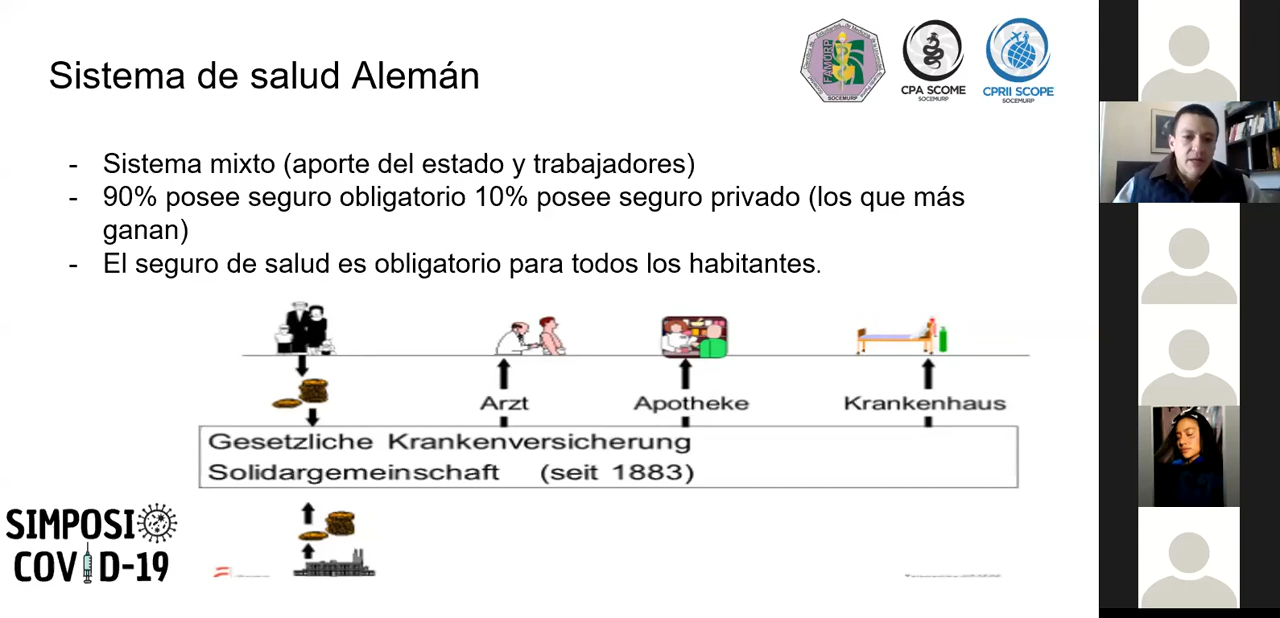 Sistema de salud Alemán
FAMURP
SOCEMURP
CPA SCOME
SOCEMURP
CPRII SCOPE
SOCEMURP
- Sistema mixto (aporte del estado y trabajadores)
- 90% posee seguro obligatorio 10% posee seguro privado (los que más
ganan)
- El seguro de salud es obligatorio para todos los habitantes.
Arzt
Apotheke
Krankenhaus
Gesetzliche Krankenversicherung
Solidargemeinschaft (seit 1883)
SIMPOSIO
COVID-19